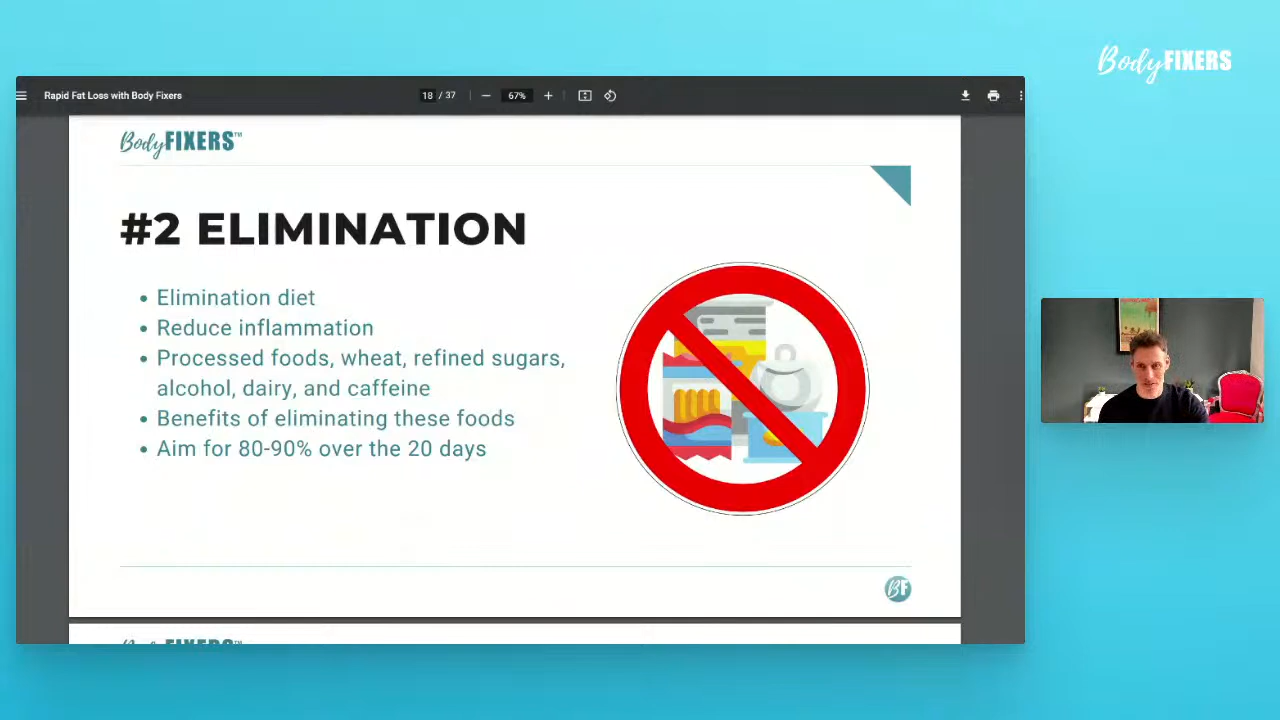 BodyFIXERS
Rapid Fat Loss with Body Fixers
18 / 37
67%
BodyFIXERS™
#2 ELIMINATION
• Elimination diet
• Reduce inflammation
• Processed foods, wheat, refined sugars,
alcohol, dairy, and caffeine
• Benefits of eliminating these foods
• Aim for 80-90% over the 20 days
BF
BodyFIXERS™